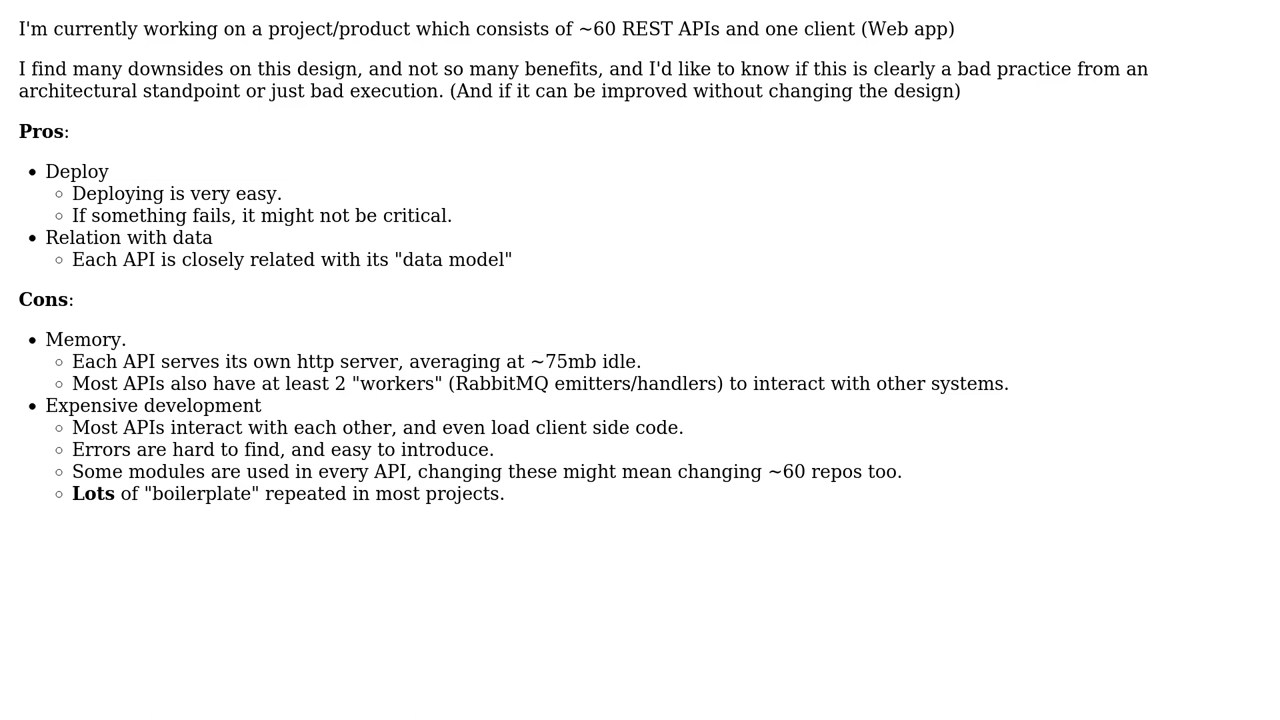 I'm currently working on a project/product which consists of ~60 REST APIs and one client (Web app)
I find many downsides on this design, and not so many benefits, and I'd like to know if this is clearly a bad practice from an
architectural standpoint or just bad execution. (And if it can be improved without changing the design)
Pros:
• Deploy
◦ Deploying is very easy.
◦ If something fails, it might not be critical.
• Relation with data
◦ Each API is closely related with its "data model"
Cons:
• Memory.
◦ Each API serves its own http server, averaging at ~75mb idle.
◦ Most APIs also have at least 2 "workers" (RabbitMQ emitters/handlers) to interact with other systems.
• Expensive development
◦ Most APIs interact with each other, and even load client side code.
◦ Errors are hard to find, and easy to introduce.
◦ Some modules are used in every API, changing these might mean changing ~60 repos too.
◦ Lots of "boilerplate" repeated in most projects.